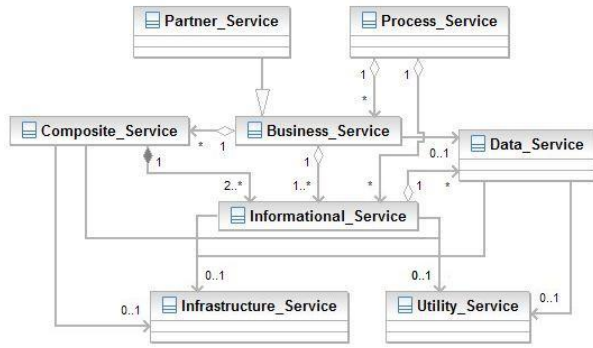 Partner_Service
Process_Service
1
1
*
Composite_Service
Business_Service
Data_Service
*
1
0..1
1
1
2..*
1..*
*
1
*
Informational_Service
0..1
0..1
0..1
0..1
Infrastructure_Service
Utility_Service